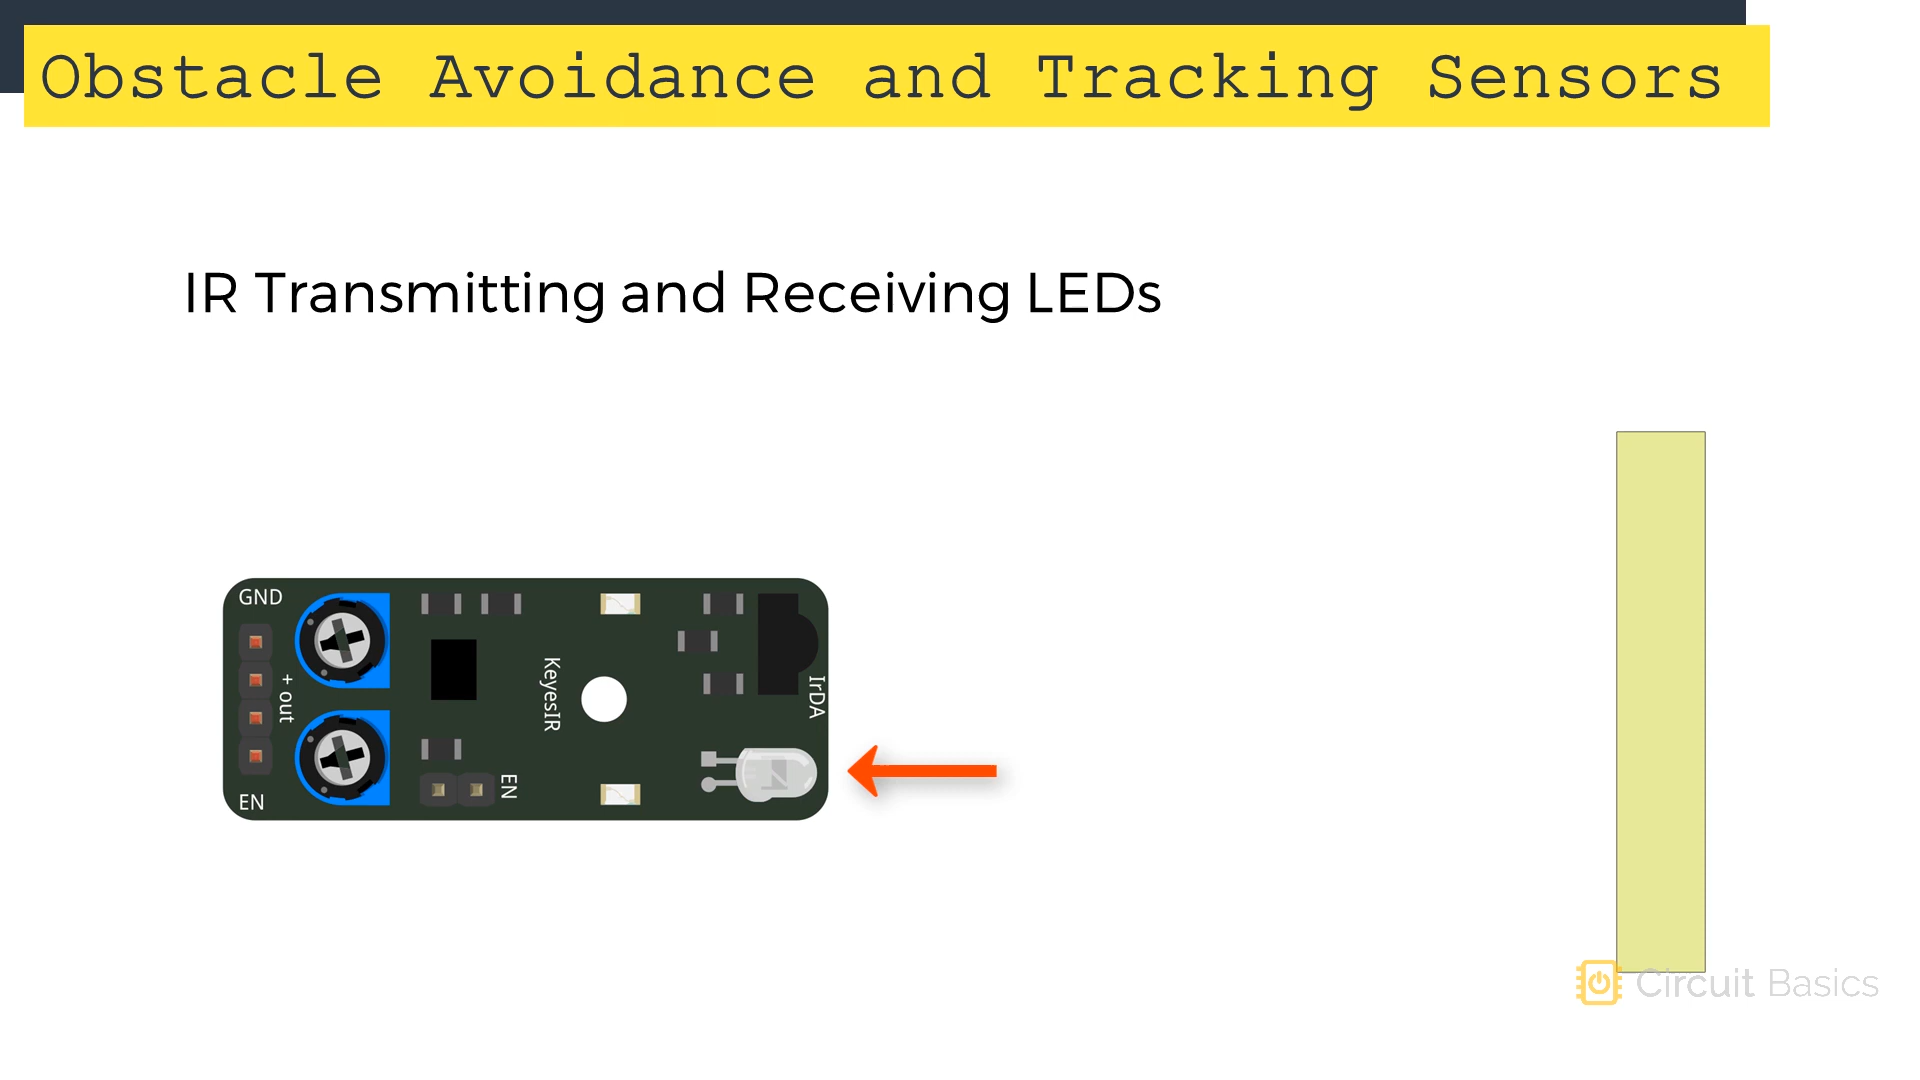 Obstacle Avoidance and Tracking Sensors
IR Transmitting and Receiving LEDs
GND
+ out
EN
EN
KeyesIR
IrDA
Circuit Basics